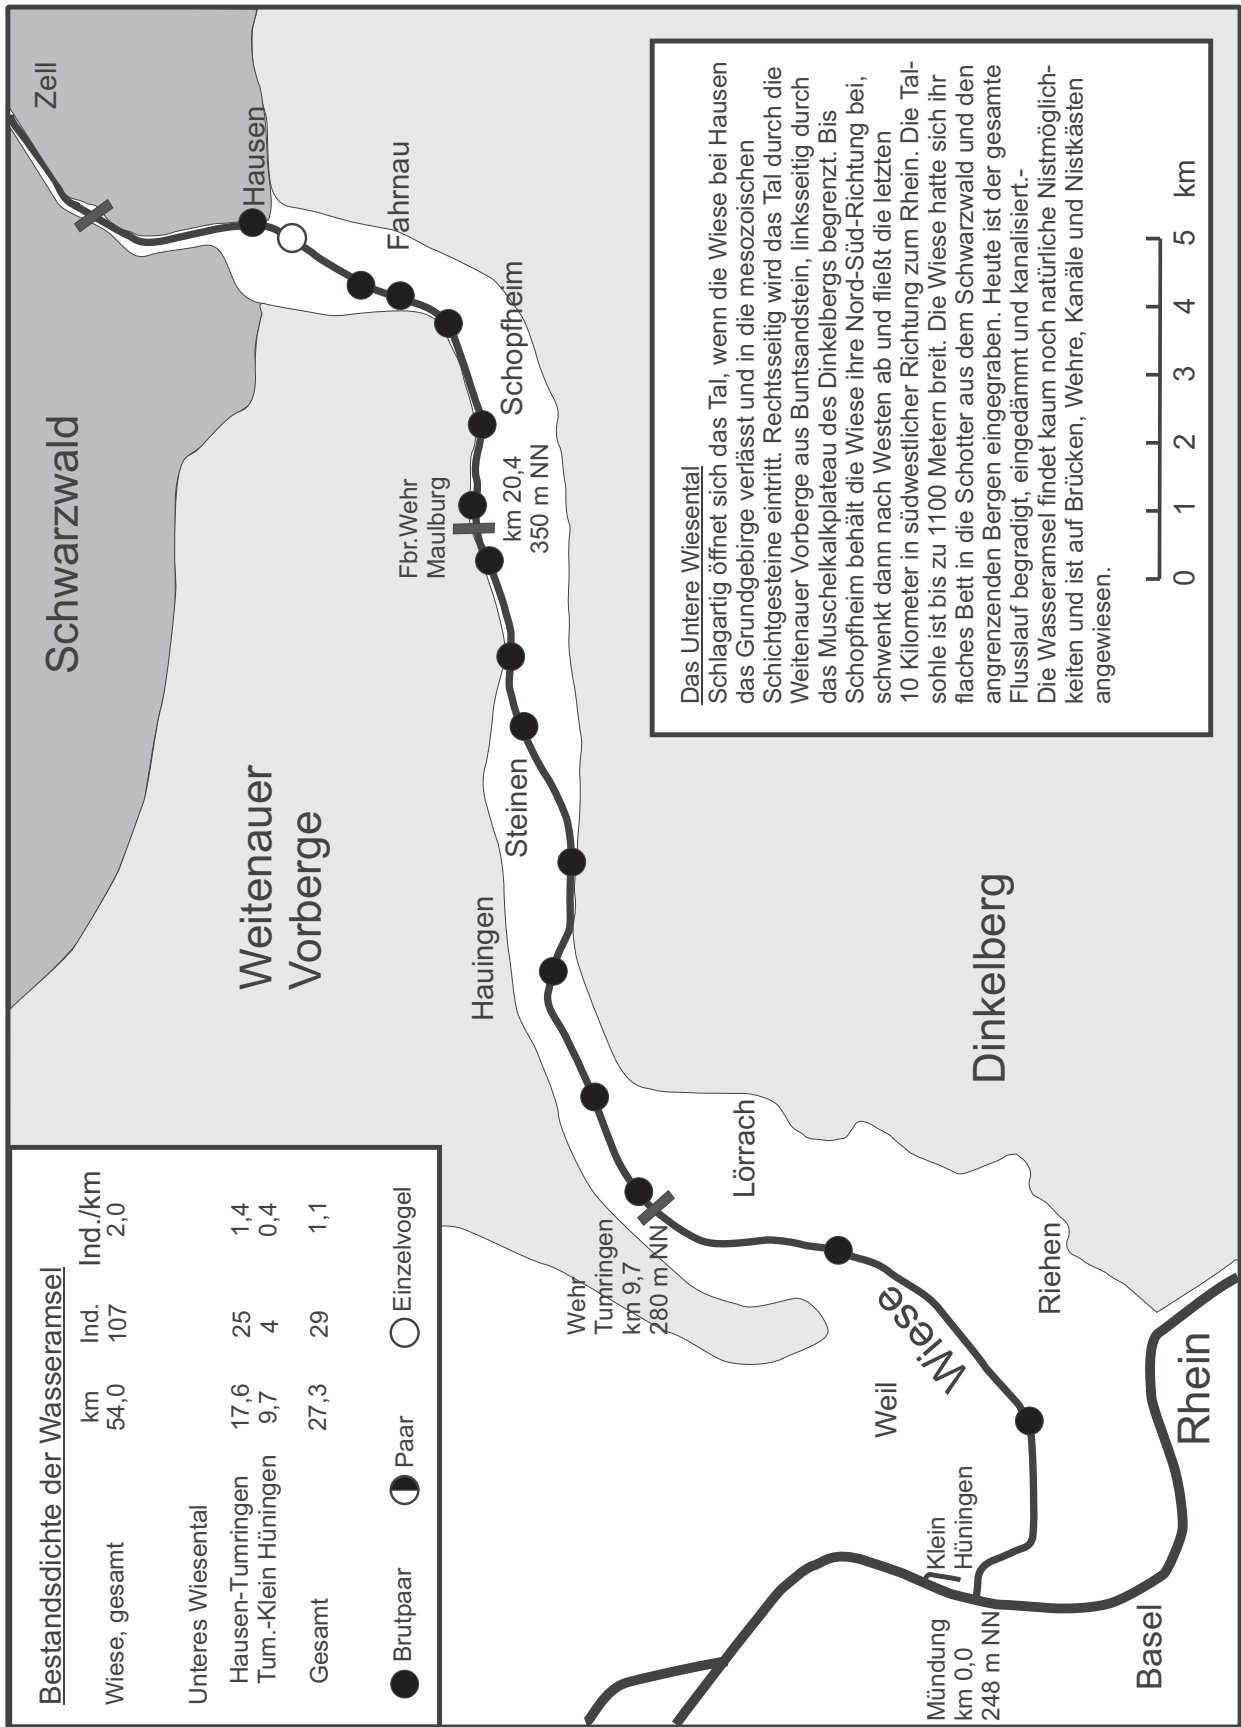 Bestandsdichte der Wasseramsel
km Ind. Ind./km
Wiese, gesamt 54,0 107 2,0
Unteres Wiesental
Hausen-Tumringen 17,6 25 1,4
Tum.-Klein Hüningen 9,7 4 0,4
Gesamt 27,3 29 1,1
Brutpaar Paar Einzelvogel
Schwarzwald
Zell
Hausen
Fahrnau
Schopfheim
Weitenauer
Vorberge
Fbr.Wehr
Maulburg
km 20,4
350 m NN
Steinen
Hauingen
Wehr
Tumringen
km 9,7
280 m NN
Lörrach
Dinkelberg
Wiese
Weil
Riehen
Klein
Hüningen
Mündung
km 0,0
248 m NN
Basel
Rhein
Das Untere Wiesental
Schlagartig öffnet sich das Tal, wenn die Wiese bei Hausen
das Grundgebirge verlässt und in die mesozoischen
Schichtgesteine eintritt. Rechtsseitig wird das Tal durch die
Weitenauer Vorberge aus Buntsandstein, linksseitig durch
das Muschelkalkplateau des Dinkelbergs begrenzt. Bis
Schopfheim behält die Wiese ihre Nord-Süd-Richtung bei,
schwenkt dann nach Westen ab und fließt die letzten
10 Kilometer in südwestlicher Richtung zum Rhein. Die Tal-
sohle ist bis zu 1100 Metern breit. Die Wiese hatte sich ihr
flaches Bett in die Schotter aus dem Schwarzwald und den
angrenzenden Bergen eingegraben. Heute ist der gesamte
Flusslauf begradigt, eingedämmt und kanalisiert.-
Die Wasseramsel findet kaum noch natürliche Nistmöglich-
keiten und ist auf Brücken, Wehre, Kanäle und Nistkästen
angewiesen.
0 1 2 3 4 5 km